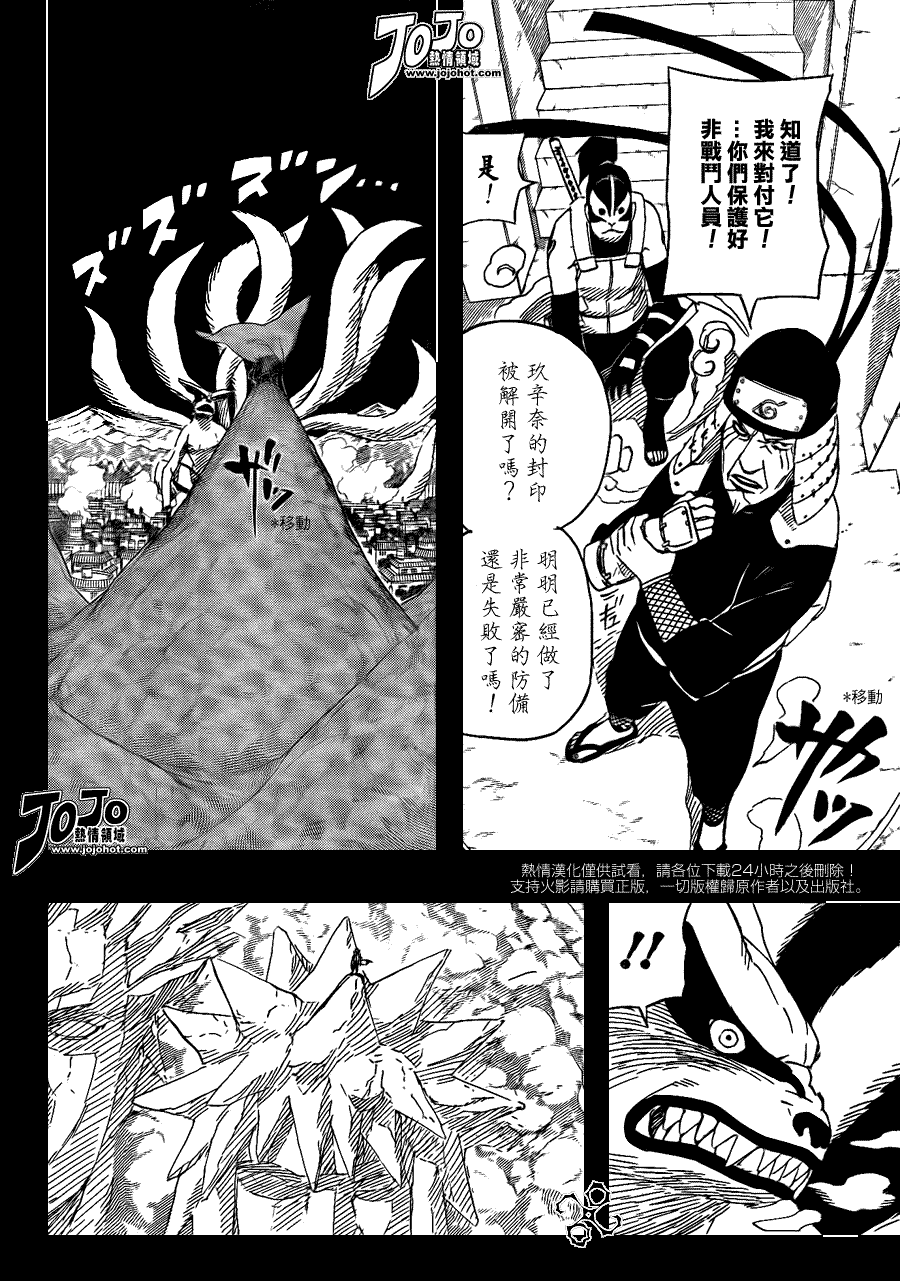 JOJO
熱情領域
www.jojohot.com
知道了！
我來對付它！
…你們保護好
非戰鬥人員！
是！
玖辛奈的封印
被解開了嗎？
明明已經做了
非常嚴審的防備
還是失敗了嗎！
ザッ
*移動
ザッ
ズズズン…
ザッ
*移動
JOJO
熱情領域
www.jojohot.com
熱情漢化僅供試看，請各位下載24小時之後刪除！
支持火影請購買正版，一切版權歸原作者以及出版社。
!!